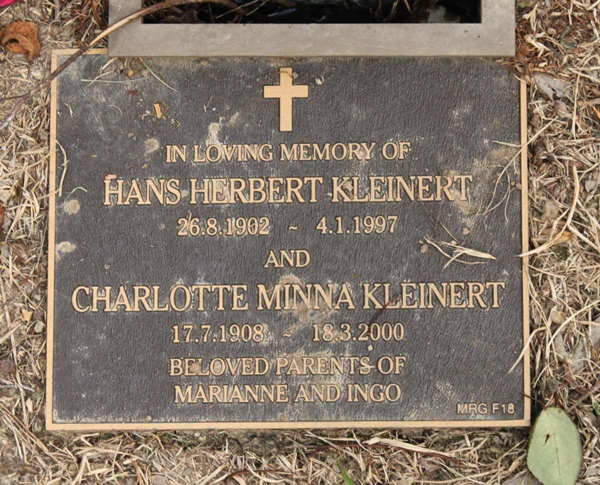 IN LOVING MEMORY OF
HANS HERBERT KLEINERT
26.8.1902 ~ 4.1.1997
AND
CHARLOTTE MINNA KLEINERT
17.7.1908 ~ 18.3.2000
BELOVED PARENTS OF
MARIANNE AND INGO
MRG F18